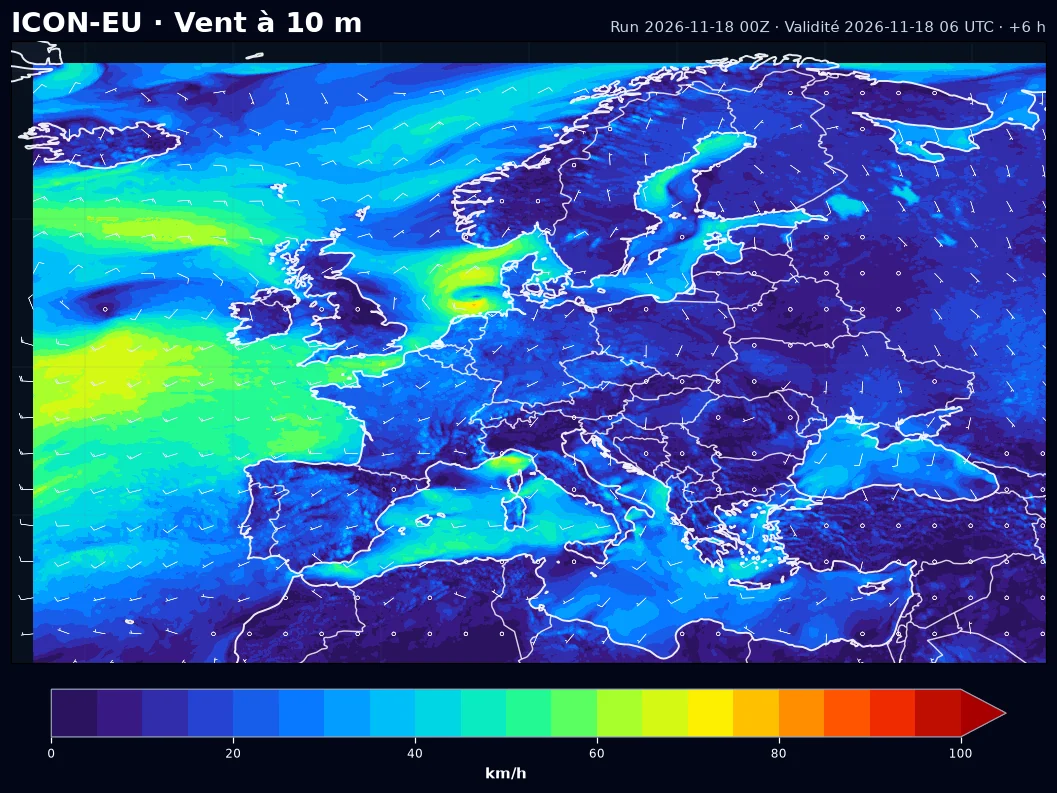 ICON-EU · Vent à 10 m
Run 2026-11-18 00Z · Validité 2026-11-18 06 UTC · +6 h
0 20 40 60 80 100
km/h